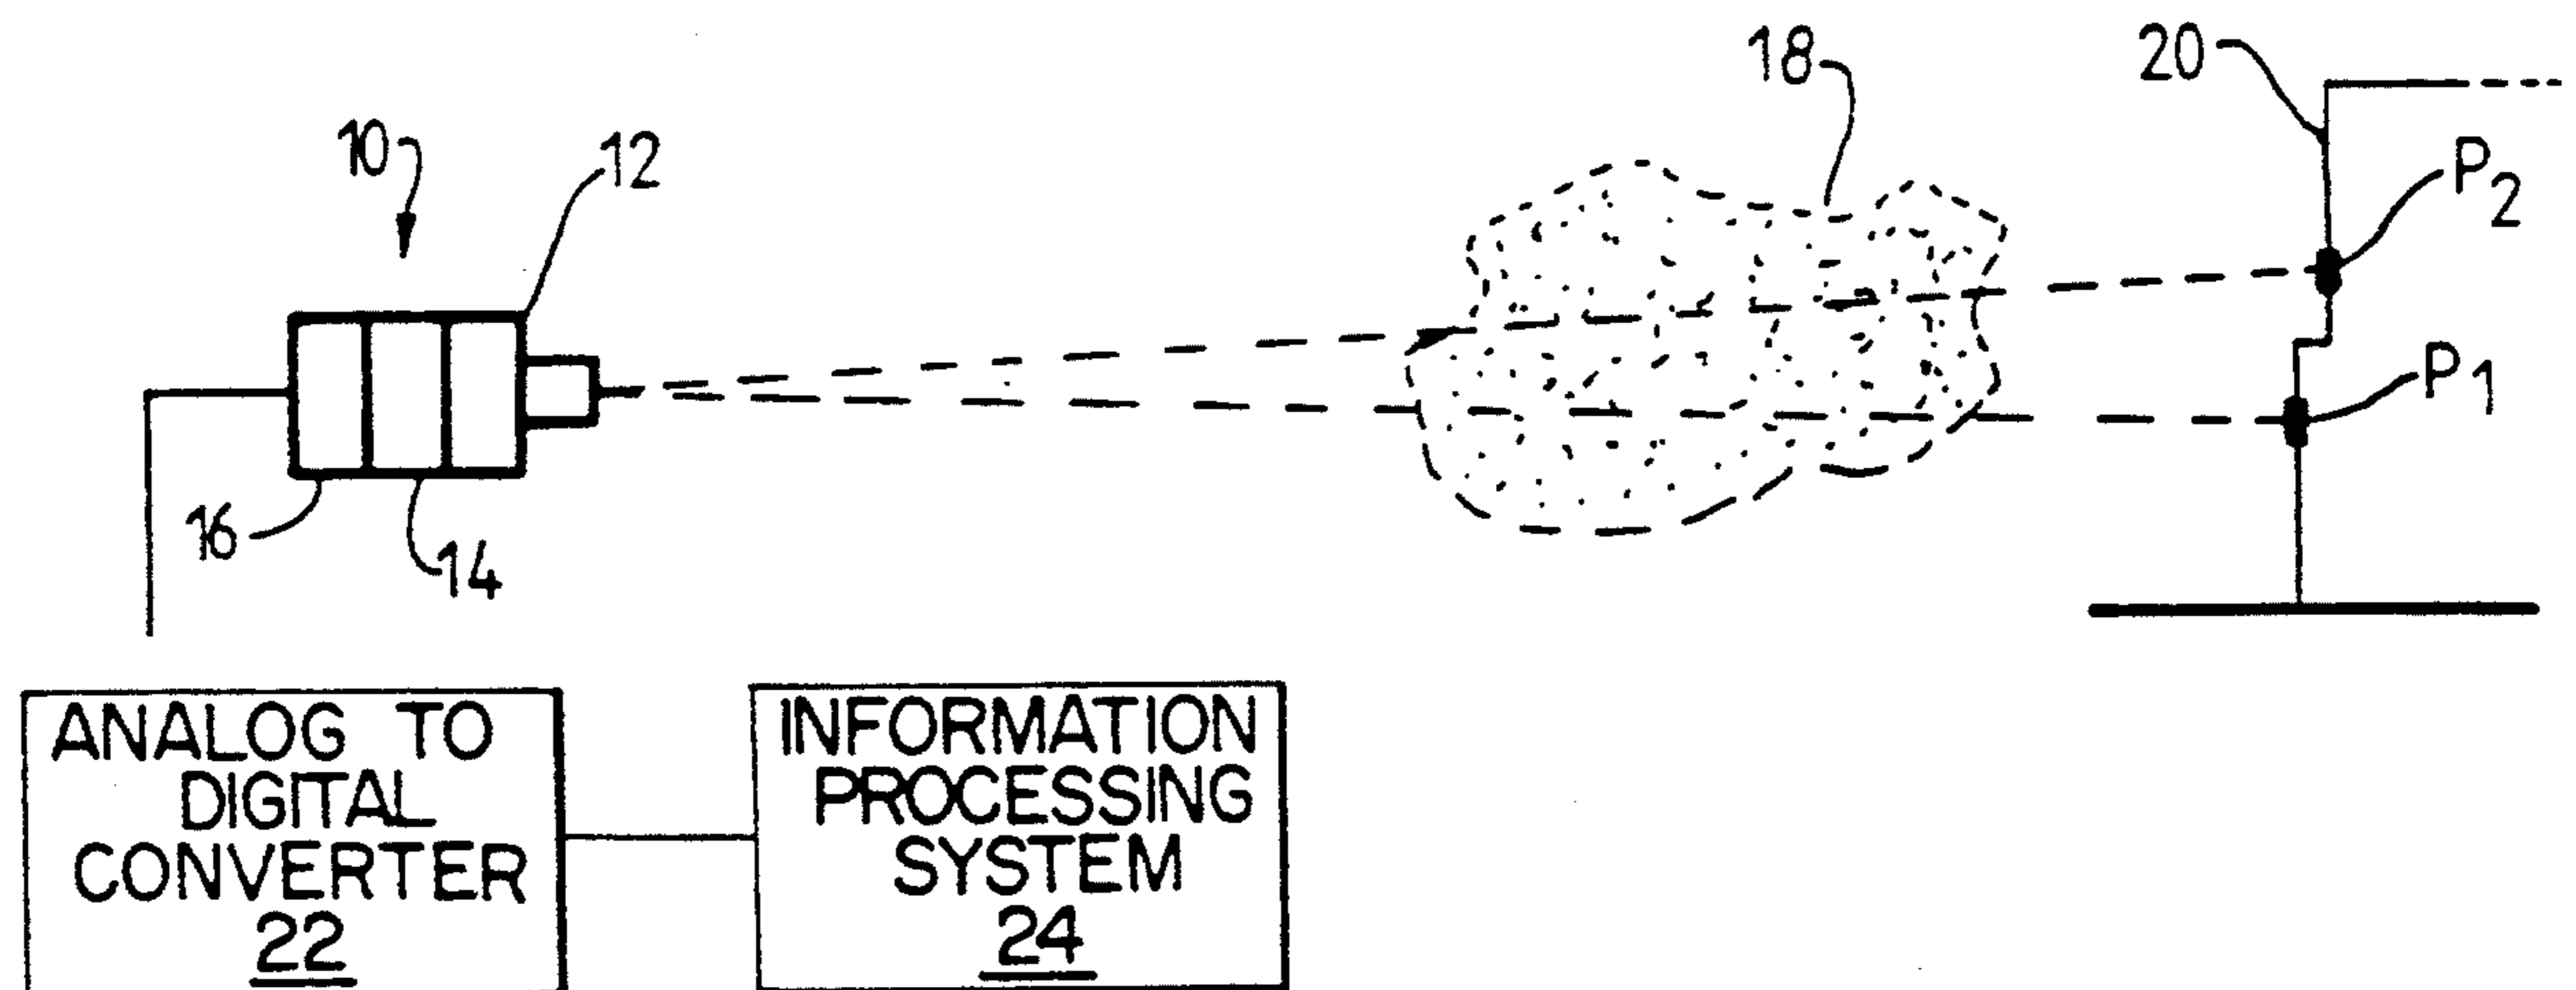 10
12
16
14
18
20
P2
P1
ANALOG TO
DIGITAL
CONVERTER
22
INFORMATION
PROCESSING
SYSTEM
24